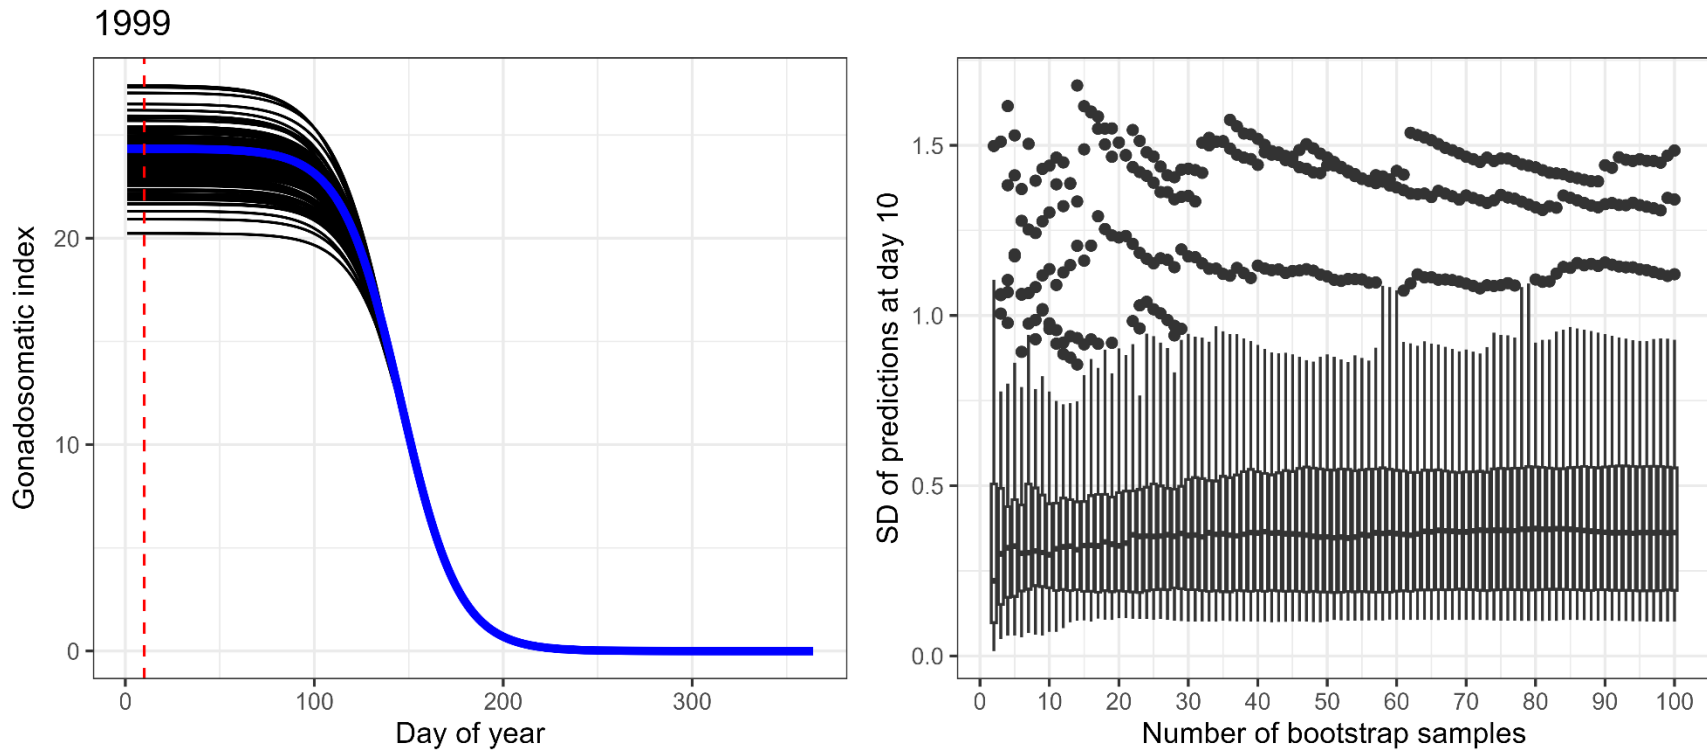 1999
Gonadosomatic index
20
10
0
0 100 200 300
Day of year
SD of predictions at day 10
1.5
1.0
0.5
0.0
0 10 20 30 40 50 60 70 80 90 100
Number of bootstrap samples